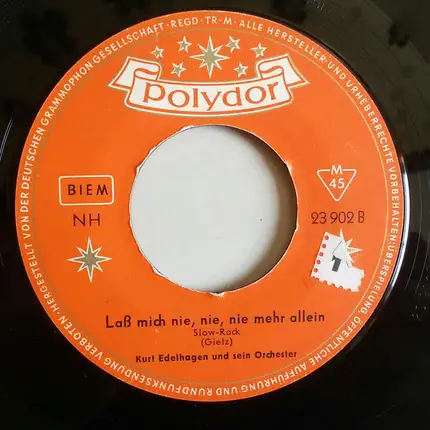 HERGESTELLT VON DER DEUTSCHEN GRAMMOPHON GESELLSCHAFT · REGD · TR · M · ALLE HERSTELLER- UND URHEBERRECHTE VORBEHALTEN · ÜBERSPIELUNG, ÖFFENTLICHE AUFFÜHRUNG UND RUNDFUNKSENDUNG VERBOTEN ·
Polydor
BIEM
NH
M
45
23 902 B
1
Laß mich nie, nie, nie mehr allein
Slow-Rock
(Gietz)
Kurt Edelhagen und sein Orchester